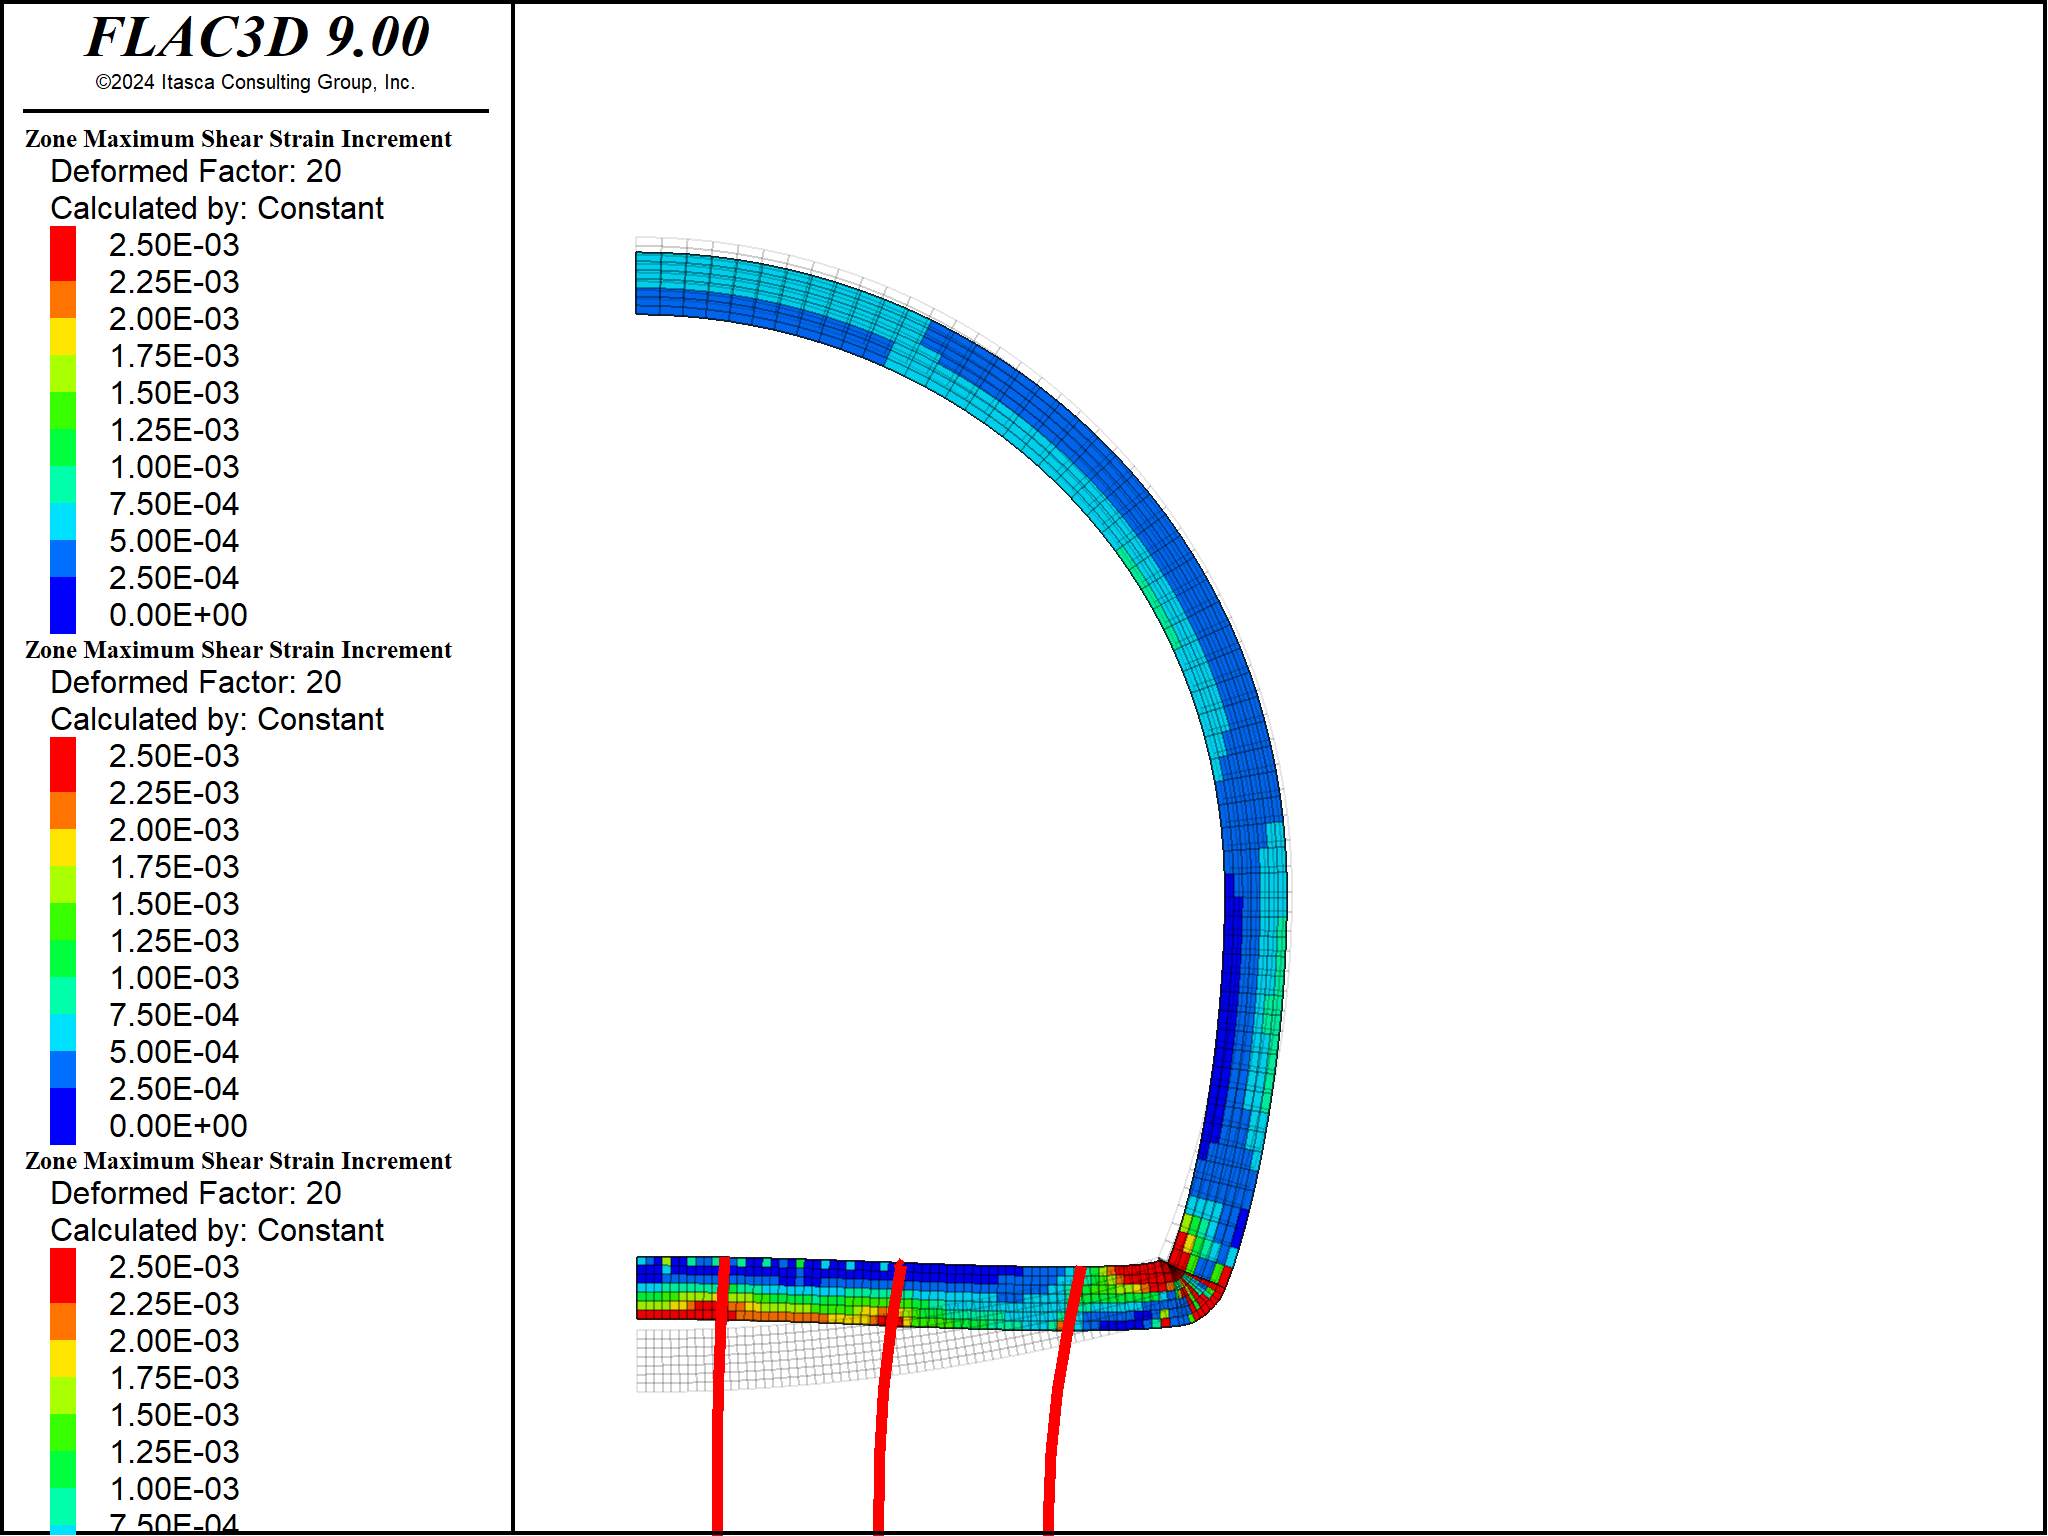 FLAC3D 9.00
©2024 Itasca Consulting Group, Inc.
Zone Maximum Shear Strain Increment
Deformed Factor: 20
Calculated by: Constant
2.50E-03
2.25E-03
2.00E-03
1.75E-03
1.50E-03
1.25E-03
1.00E-03
7.50E-04
5.00E-04
2.50E-04
0.00E+00
Zone Maximum Shear Strain Increment
Deformed Factor: 20
Calculated by: Constant
2.50E-03
2.25E-03
2.00E-03
1.75E-03
1.50E-03
1.25E-03
1.00E-03
7.50E-04
5.00E-04
2.50E-04
0.00E+00
Zone Maximum Shear Strain Increment
Deformed Factor: 20
Calculated by: Constant
2.50E-03
2.25E-03
2.00E-03
1.75E-03
1.50E-03
1.25E-03
1.00E-03
7.50E-04